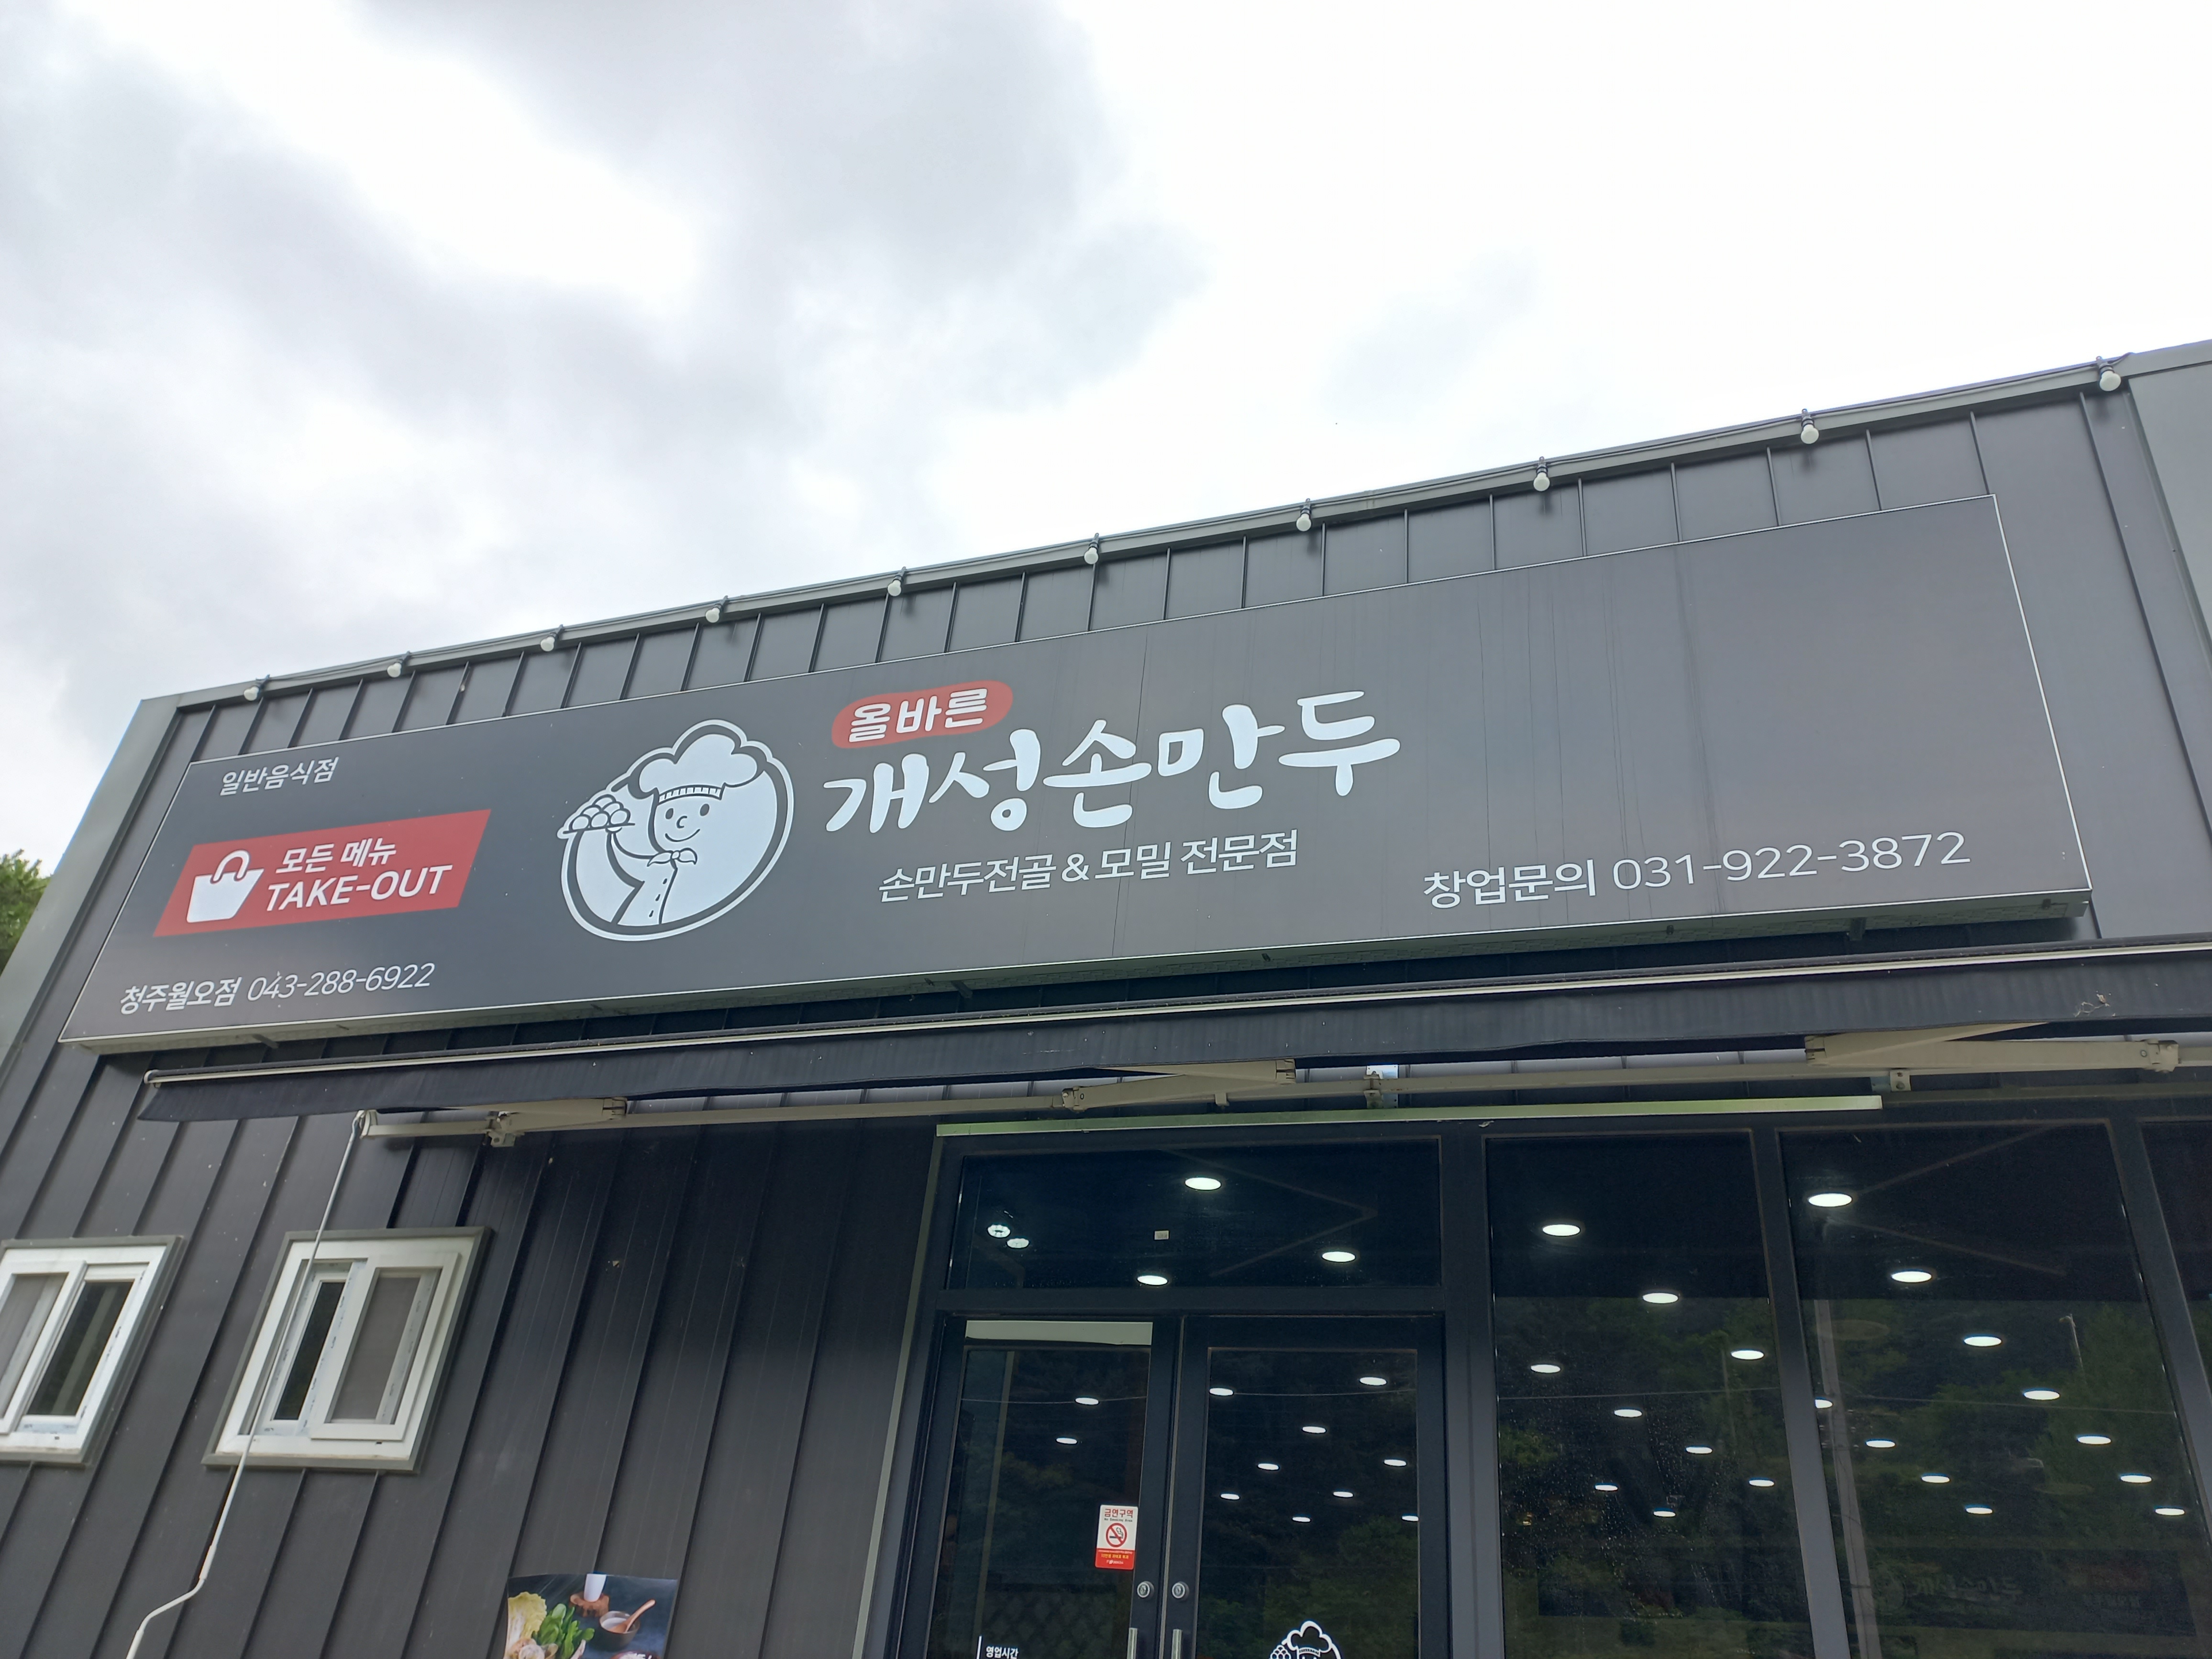 일반음식점
모든 메뉴
TAKE-OUT
청주월오점 043-288-6922
올바른
개성손만두
손만두전골 & 모밀 전문점
창업문의 031-922-3872
금연구역
영업시간